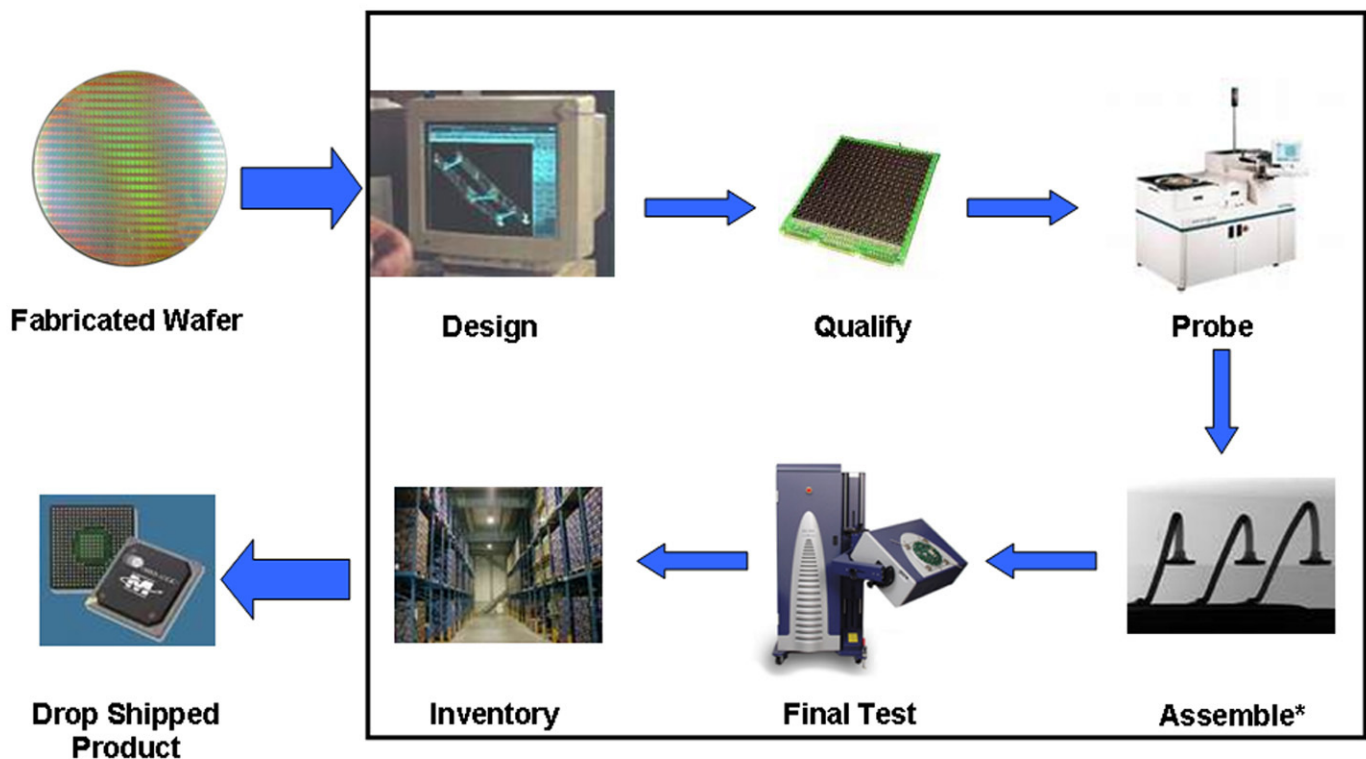 Fabricated Wafer
Design
Qualify
Probe
Drop Shipped
Product
Inventory
Final Test
Assemble*